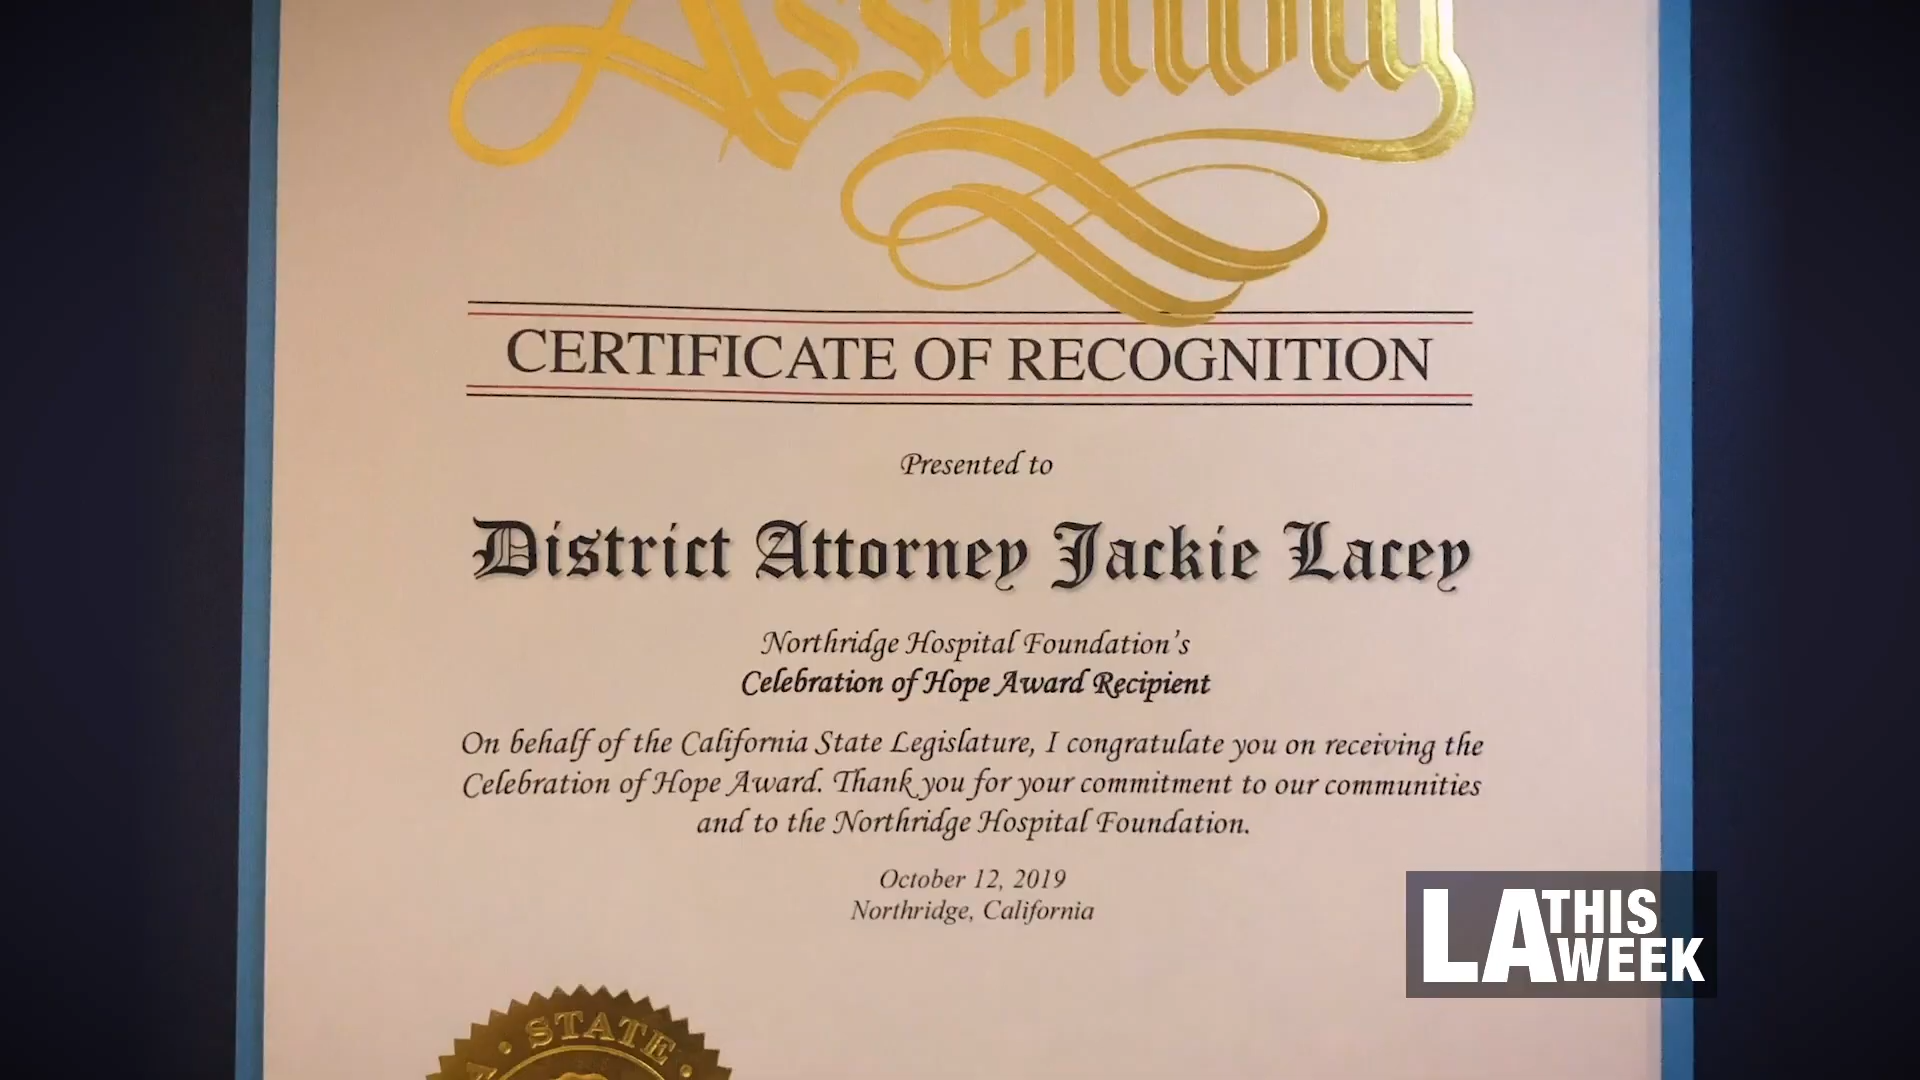 Assembly
CERTIFICATE OF RECOGNITION
Presented to
District Attorney Jackie Lacey
Northridge Hospital Foundation's
Celebration of Hope Award Recipient
On behalf of the California State Legislature, I congratulate you on receiving the
Celebration of Hope Award. Thank you for your commitment to our communities
and to the Northridge Hospital Foundation.
October 12, 2019
Northridge, California
LA THIS WEEK
STATE